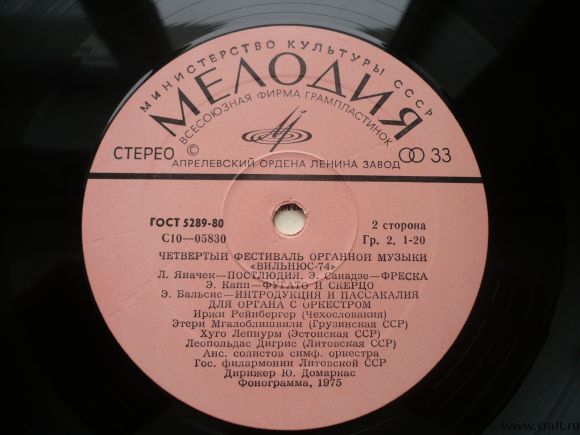 МИНИСТЕРСТВО КУЛЬТУРЫ СССР
МЕЛОДИЯ
© ВСЕСОЮЗНАЯ ФИРМА ГРАМПЛАСТИНОК
СТЕРЕО 33
АПРЕЛЕВСКИЙ ОРДЕНА ЛЕНИНА ЗАВОД
ГОСТ 5289-80 2 сторона
С10—05830 Гр. 2. 1-20
ЧЕТВЕРТЫЙ ФЕСТИВАЛЬ ОРГАННОЙ МУЗЫКИ
«ВИЛЬНЮС-74»
Л. Яначек—ПОСТЛЮДИЯ. Э. Санадзе—ФРЕСКА
Э. Капп—ФУГАТО И СКЕРЦО
Э. Бальсис—ИНТРОДУКЦИЯ И ПАССАКАЛИЯ
ДЛЯ ОРГАНА С ОРКЕСТРОМ
Иржи Рейнбергер (Чехословакия)
Этери Мгалоблишвили (Грузинская ССР)
Хуго Лепнурм (Эстонская ССР)
Леопольдас Дигрис (Литовская ССР)
Анс. солистов симф. оркестра
Гос. филармонии Литовской ССР
Дирижер Ю. Домаркас
Фонограмма, 1975